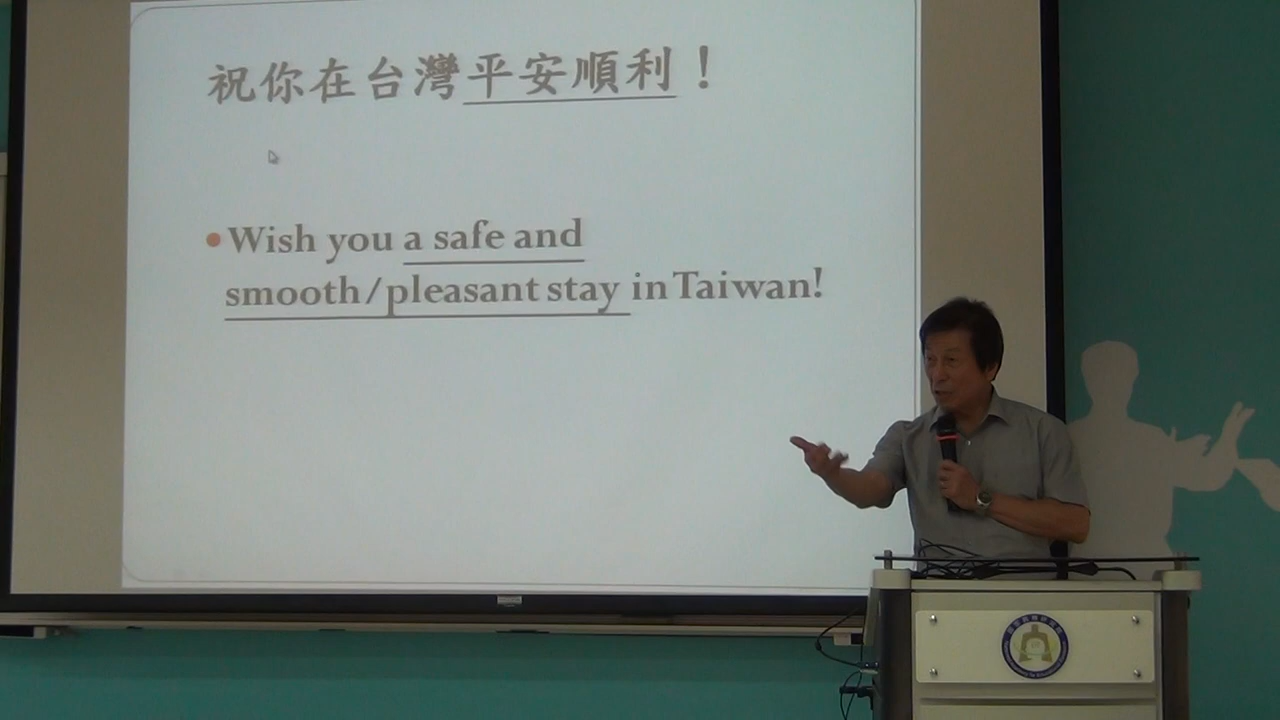 祝你在台灣平安順利！
Wish you a safe and
smooth/pleasant stay in Taiwan!